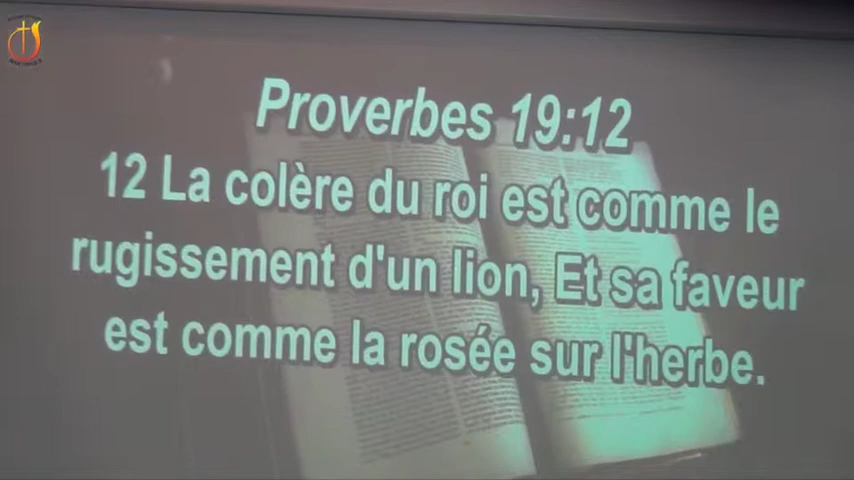 Proverbes 19:12
12 La colère du roi est comme le
rugissement d'un lion, Et sa faveur
est comme la rosée sur l'herbe.